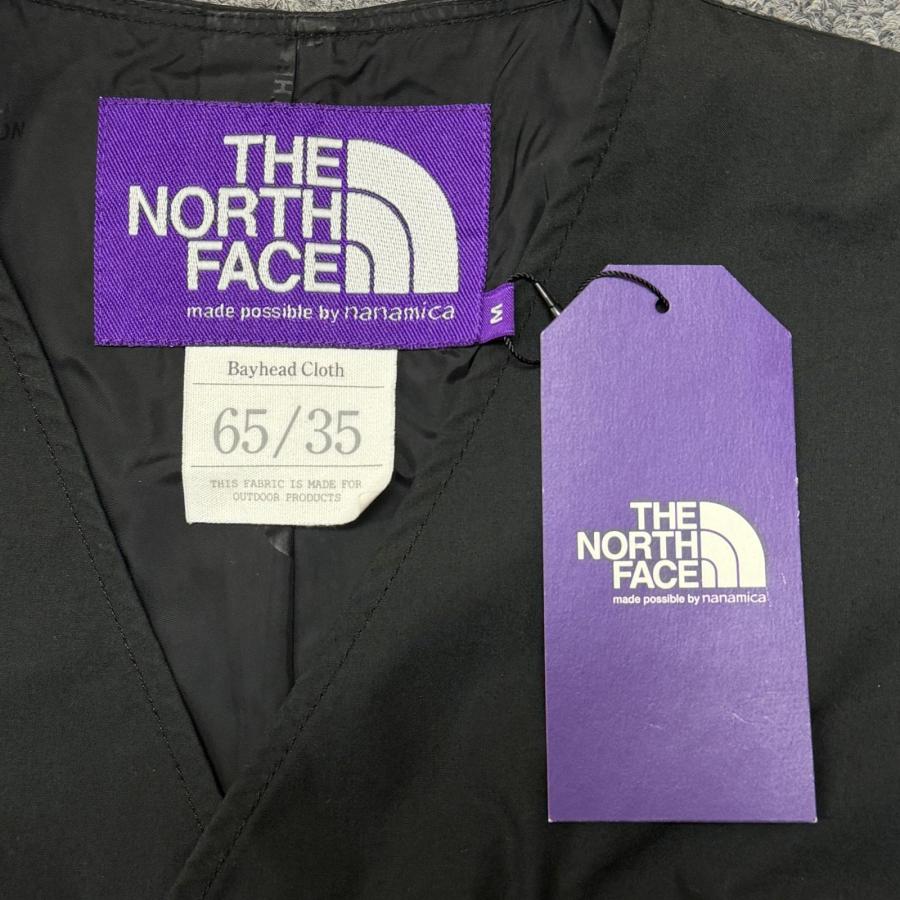 THE
NORTH
FACE
made possible by nanamica
M
Bayhead Cloth
65/35
THIS FABRIC IS MADE FOR
OUTDOOR PRODUCTS
THE
NORTH
FACE
made possible by nanamica